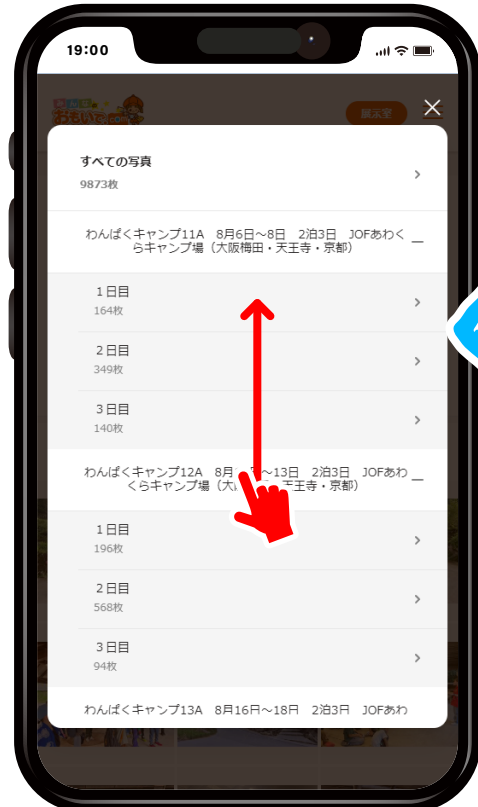 19:00
おもいで.com
展示室
すべての写真
9873枚
わんぱくキャンプ11A 8月6日～8日 2泊3日 JOFあわく
らキャンプ場（大阪梅田・天王寺・京都）
1日目
164枚
2日目
349枚
3日目
140枚
わんぱくキャンプ12A 8月 ～13日 2泊3日 JOFあわ
くらキャンプ場（大 天王寺・京都）
1日目
196枚
2日目
568枚
3日目
94枚
わんぱくキャンプ13A 8月16日～18日 2泊3日 JOFあわ